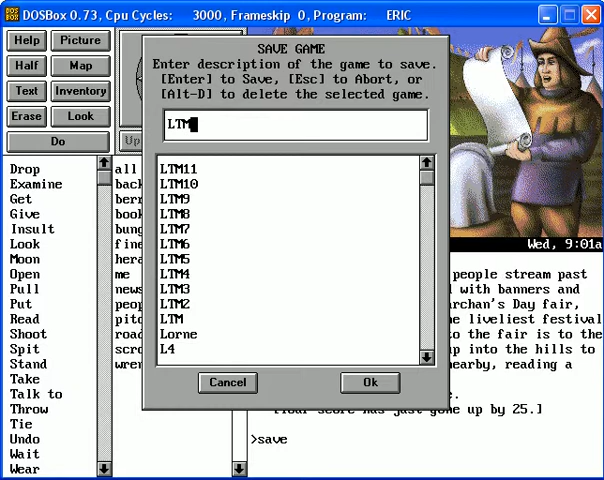 DOSBox 0.73, Cpu Cycles: 3000, Frameskip 0, Program: ERIC
Help
Picture
Half
Map
Text
Inventory
Erase
Look
Do
Up
SAVE GAME
Enter description of the game to save.
[Enter] to Save, [Esc] to Abort, or
[Alt-D] to delete the selected game.
LTM
LTM11
LTM10
LTM9
LTM8
LTM7
LTM6
LTM5
LTM4
LTM3
LTM2
LTM
Lorne
L4
Cancel
Ok
Drop
Examine
Get
Give
Insult
Look
Moon
Open
Pull
Put
Read
Shoot
Spit
Stand
Take
Talk to
Throw
Tie
Undo
Wait
Wear
all
back
berr
book
bung
fine
hera
me
news
peop
pitc
road
scro
wren
Wed, 9:01a
people stream past
with banners and
archan's Day fair,
e liveliest festival
to the fair is to the
up into the hills to
nearby, reading a
e.
[Your score has just gone up by 25.]
>save